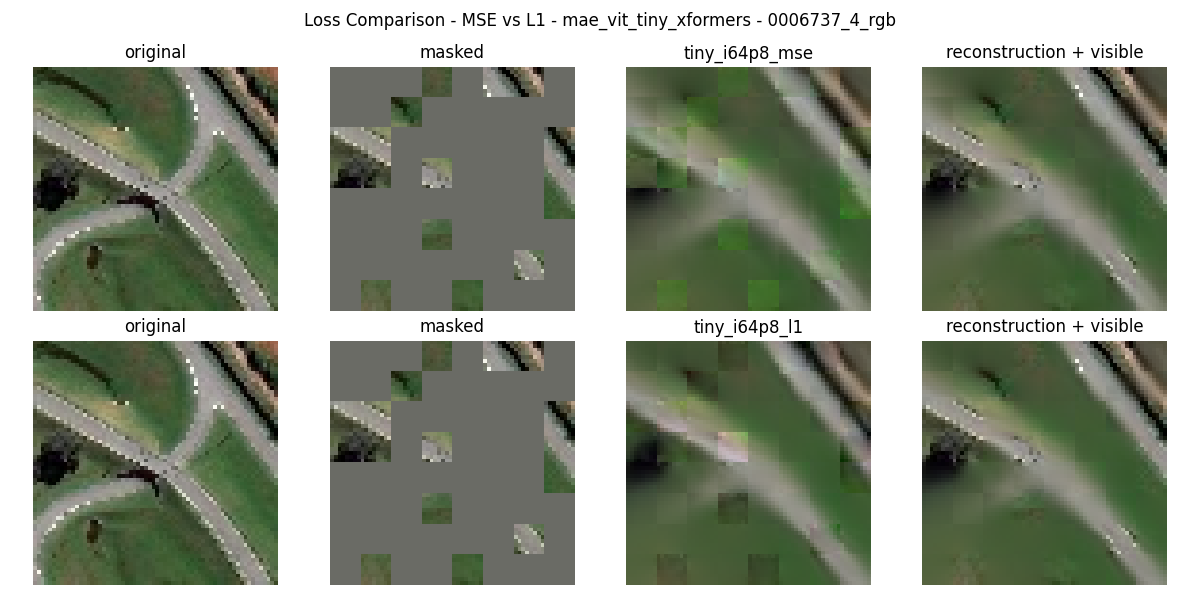 Loss Comparison - MSE vs L1 - mae_vit_tiny_xformers - 0006737_4_rgb
original masked tiny_i64p8_mse reconstruction + visible
original masked tiny_i64p8_l1 reconstruction + visible